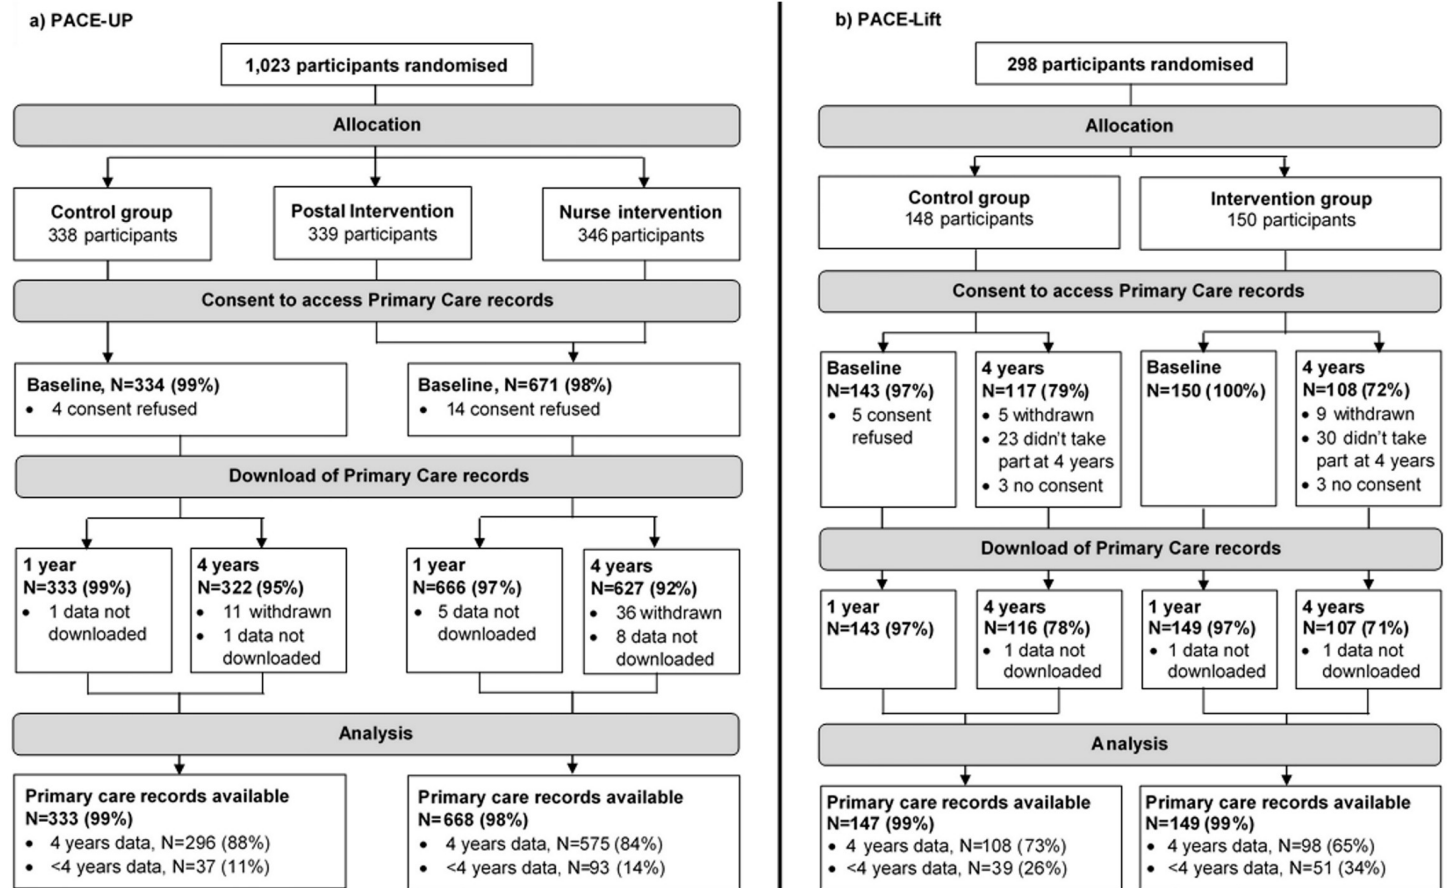 a) PACE-UP
1,023 participants randomised
Allocation
Control group
338 participants
Postal Intervention
339 participants
Nurse intervention
346 participants
Consent to access Primary Care records
Baseline, N=334 (99%)
• 4 consent refused
Baseline, N=671 (98%)
• 14 consent refused
Download of Primary Care records
1 year
N=333 (99%)
• 1 data not
downloaded
4 years
N=322 (95%)
• 11 withdrawn
• 1 data not
downloaded
1 year
N=666 (97%)
• 5 data not
downloaded
4 years
N=627 (92%)
• 36 withdrawn
• 8 data not
downloaded
Analysis
Primary care records available
N=333 (99%)
• 4 years data, N=296 (88%)
• <4 years data, N=37 (11%)
Primary care records available
N=668 (98%)
• 4 years data, N=575 (84%)
• <4 years data, N=93 (14%)
b) PACE-Lift
298 participants randomised
Allocation
Control group
148 participants
Intervention group
150 participants
Consent to access Primary Care records
Baseline
N=143 (97%)
• 5 consent
refused
4 years
N=117 (79%)
• 5 withdrawn
• 23 didn't take
part at 4 years
• 3 no consent
Baseline
N=150 (100%)
4 years
N=108 (72%)
• 9 withdrawn
• 30 didn't take
part at 4 years
• 3 no consent
Download of Primary Care records
1 year
N=143 (97%)
4 years
N=116 (78%)
• 1 data not
downloaded
1 year
N=149 (97%)
• 1 data not
downloaded
4 years
N=107 (71%)
• 1 data not
downloaded
Analysis
Primary care records available
N=147 (99%)
• 4 years data, N=108 (73%)
• <4 years data, N=39 (26%)
Primary care records available
N=149 (99%)
• 4 years data, N=98 (65%)
• <4 years data, N=51 (34%)